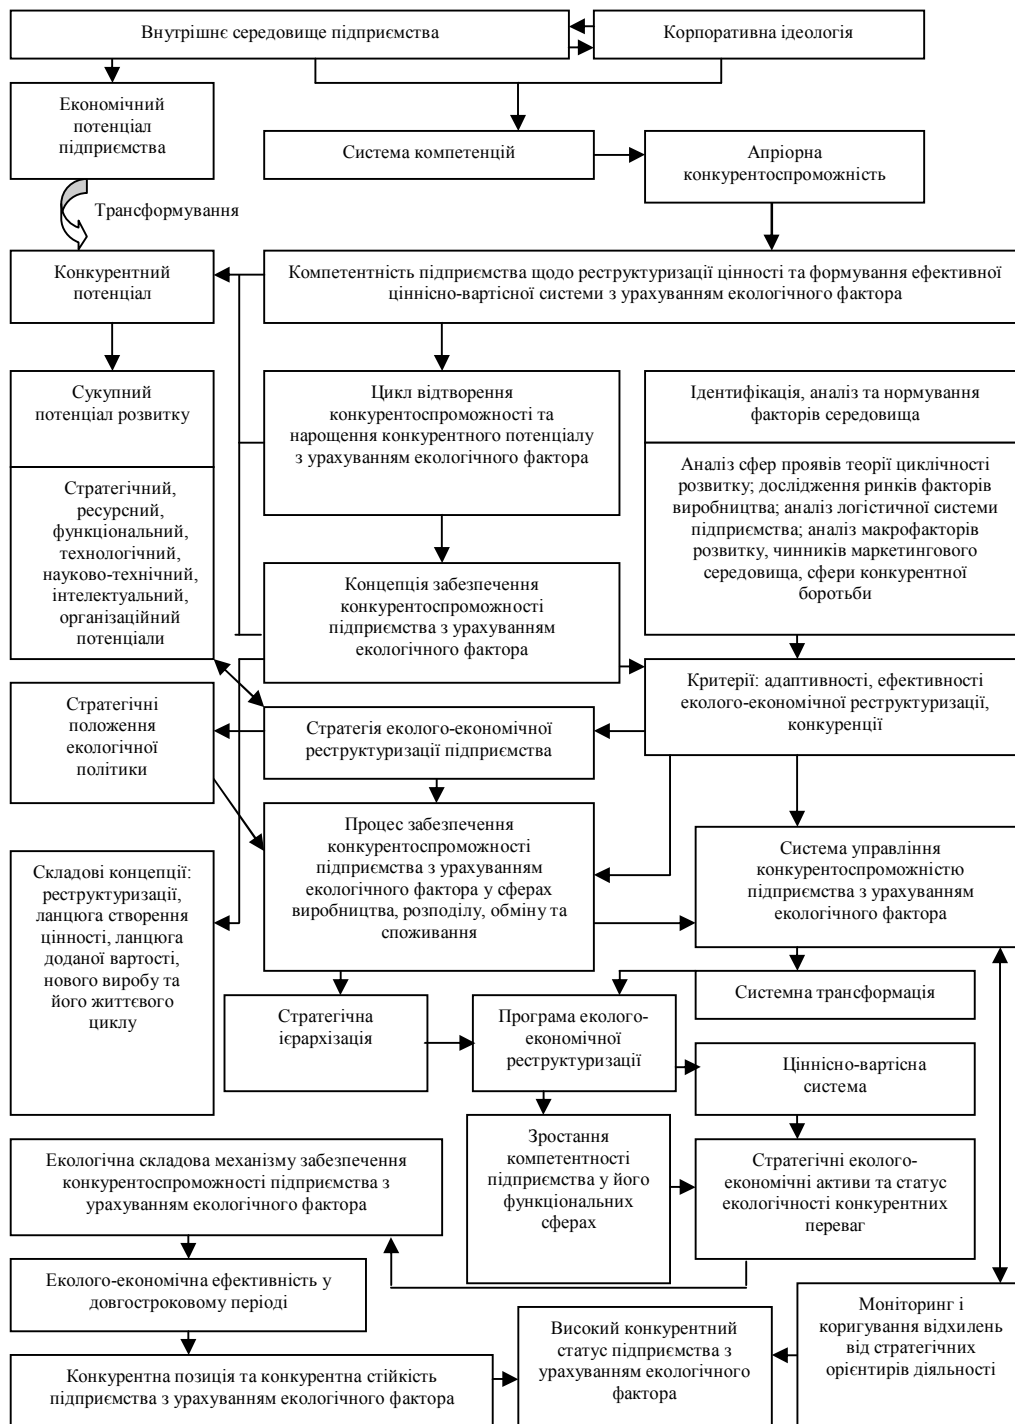 Внутрішнє середовище підприємства
Корпоративна ідеологія
Економічний
потенціал
підприємства
Система компетенцій
Апріорна
конкурентоспроможність
Трансформування
Конкурентний
потенціал
Компетентність підприємства щодо реструктуризації цінності та формування ефективної
ціннісно-вартісної системи з урахуванням екологічного фактора
Сукупний
потенціал розвитку
Цикл відтворення
конкурентоспроможності та
нарощення конкурентного потенціалу
з урахуванням екологічного фактора
Ідентифікація, аналіз та нормування
факторів середовища
Стратегічний,
ресурсний,
функціональний,
технологічний,
науково-технічний,
інтелектуальний,
організаційний
потенціали
Аналіз сфер проявів теорії циклічності
розвитку; дослідження ринків факторів
виробництва; аналіз логістичної системи
підприємства; аналіз макрофакторів
розвитку, чинників маркетингового
середовища, сфери конкурентної
боротьби
Концепція забезпечення
конкурентоспроможності
підприємства з урахуванням
екологічного фактора
Стратегічні
положення
екологічної
політики
Стратегія еколого-економічної
реструктуризації підприємства
Критерії: адаптивності, ефективності
еколого-економічної реструктуризації,
конкуренції
Процес забезпечення
конкурентоспроможності
підприємства з урахуванням
екологічного фактора у сферах
виробництва, розподілу, обміну та
споживання
Система управління
конкурентоспроможністю
підприємства з урахуванням
екологічного фактора
Складові концепції:
реструктуризації,
ланцюга створення
цінності, ланцюга
доданої вартості,
нового виробу та
його життєвого
циклу
Системна трансформація
Стратегічна
ієрархізація
Програма еколого-
економічної
реструктуризації
Ціннісно-вартісна
система
Зростання
компетентності
підприємства у його
функціональних
сферах
Стратегічні еколого-
економічні активи та статус
екологічності конкурентних
переваг
Екологічна складова механізму забезпечення
конкурентоспроможності підприємства з
урахуванням екологічного фактора
Еколого-економічна ефективність у
довгостроковому періоді
Моніторинг і
коригування відхилень
від стратегічних
орієнтирів діяльності
Високий конкурентний
статус підприємства з
урахуванням екологічного
фактора
Конкурентна позиція та конкурентна стійкість
підприємства з урахуванням екологічного фактора